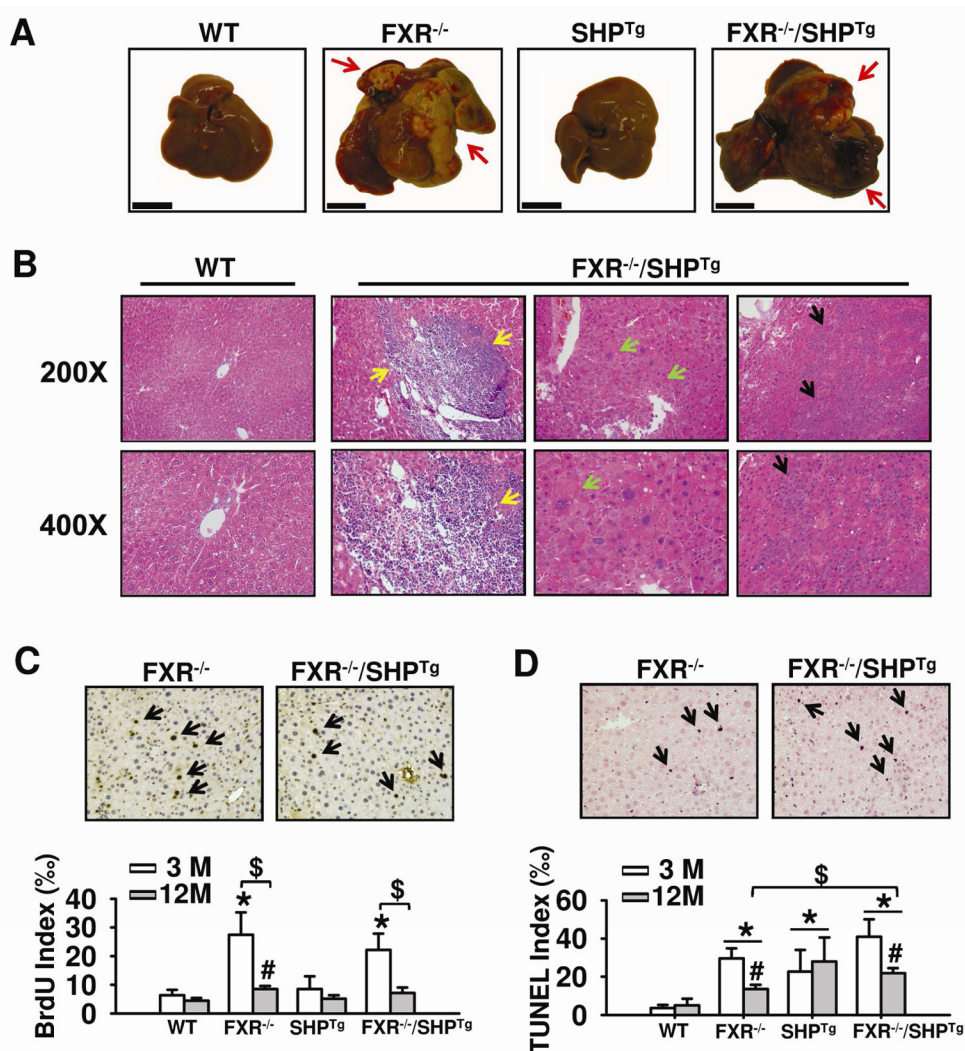 A
WT
FXR-/-
SHPTg
FXR-/-/SHPTg
B
WT
FXR-/-/SHPTg
200X
400X
C
FXR-/-
FXR-/-/SHPTg
BrdU Index (‰)
3 M
12M
40
30
20
10
0
*
$
#
*
$
WT
FXR-/-
SHPTg
FXR-/-/SHPTg
D
FXR-/-
FXR-/-/SHPTg
TUNEL Index (‰)
3 M
12M
60
40
20
0
$
*
#
*
*
#
WT
FXR-/-
SHPTg
FXR-/-/SHPTg